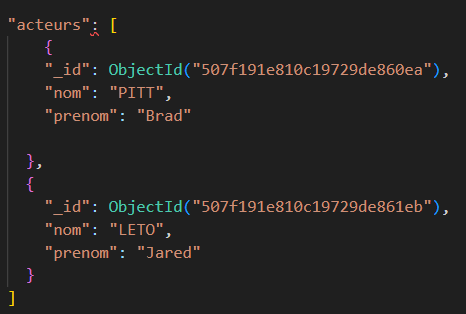 "acteurs": [
{
"_id": ObjectId("507f191e810c19729de860ea"),
"nom": "PITT",
"prenom": "Brad"
},
{
"_id": ObjectId("507f191e810c19729de861eb"),
"nom": "LETO",
"prenom": "Jared"
}
]